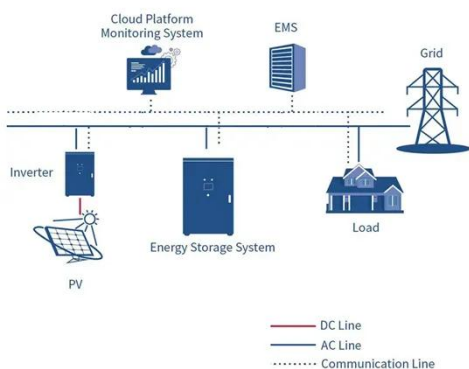 Cloud Platform
Monitoring System
EMS
Grid
Inverter
Energy Storage System
Load
PV
DC Line
AC Line
Communication Line